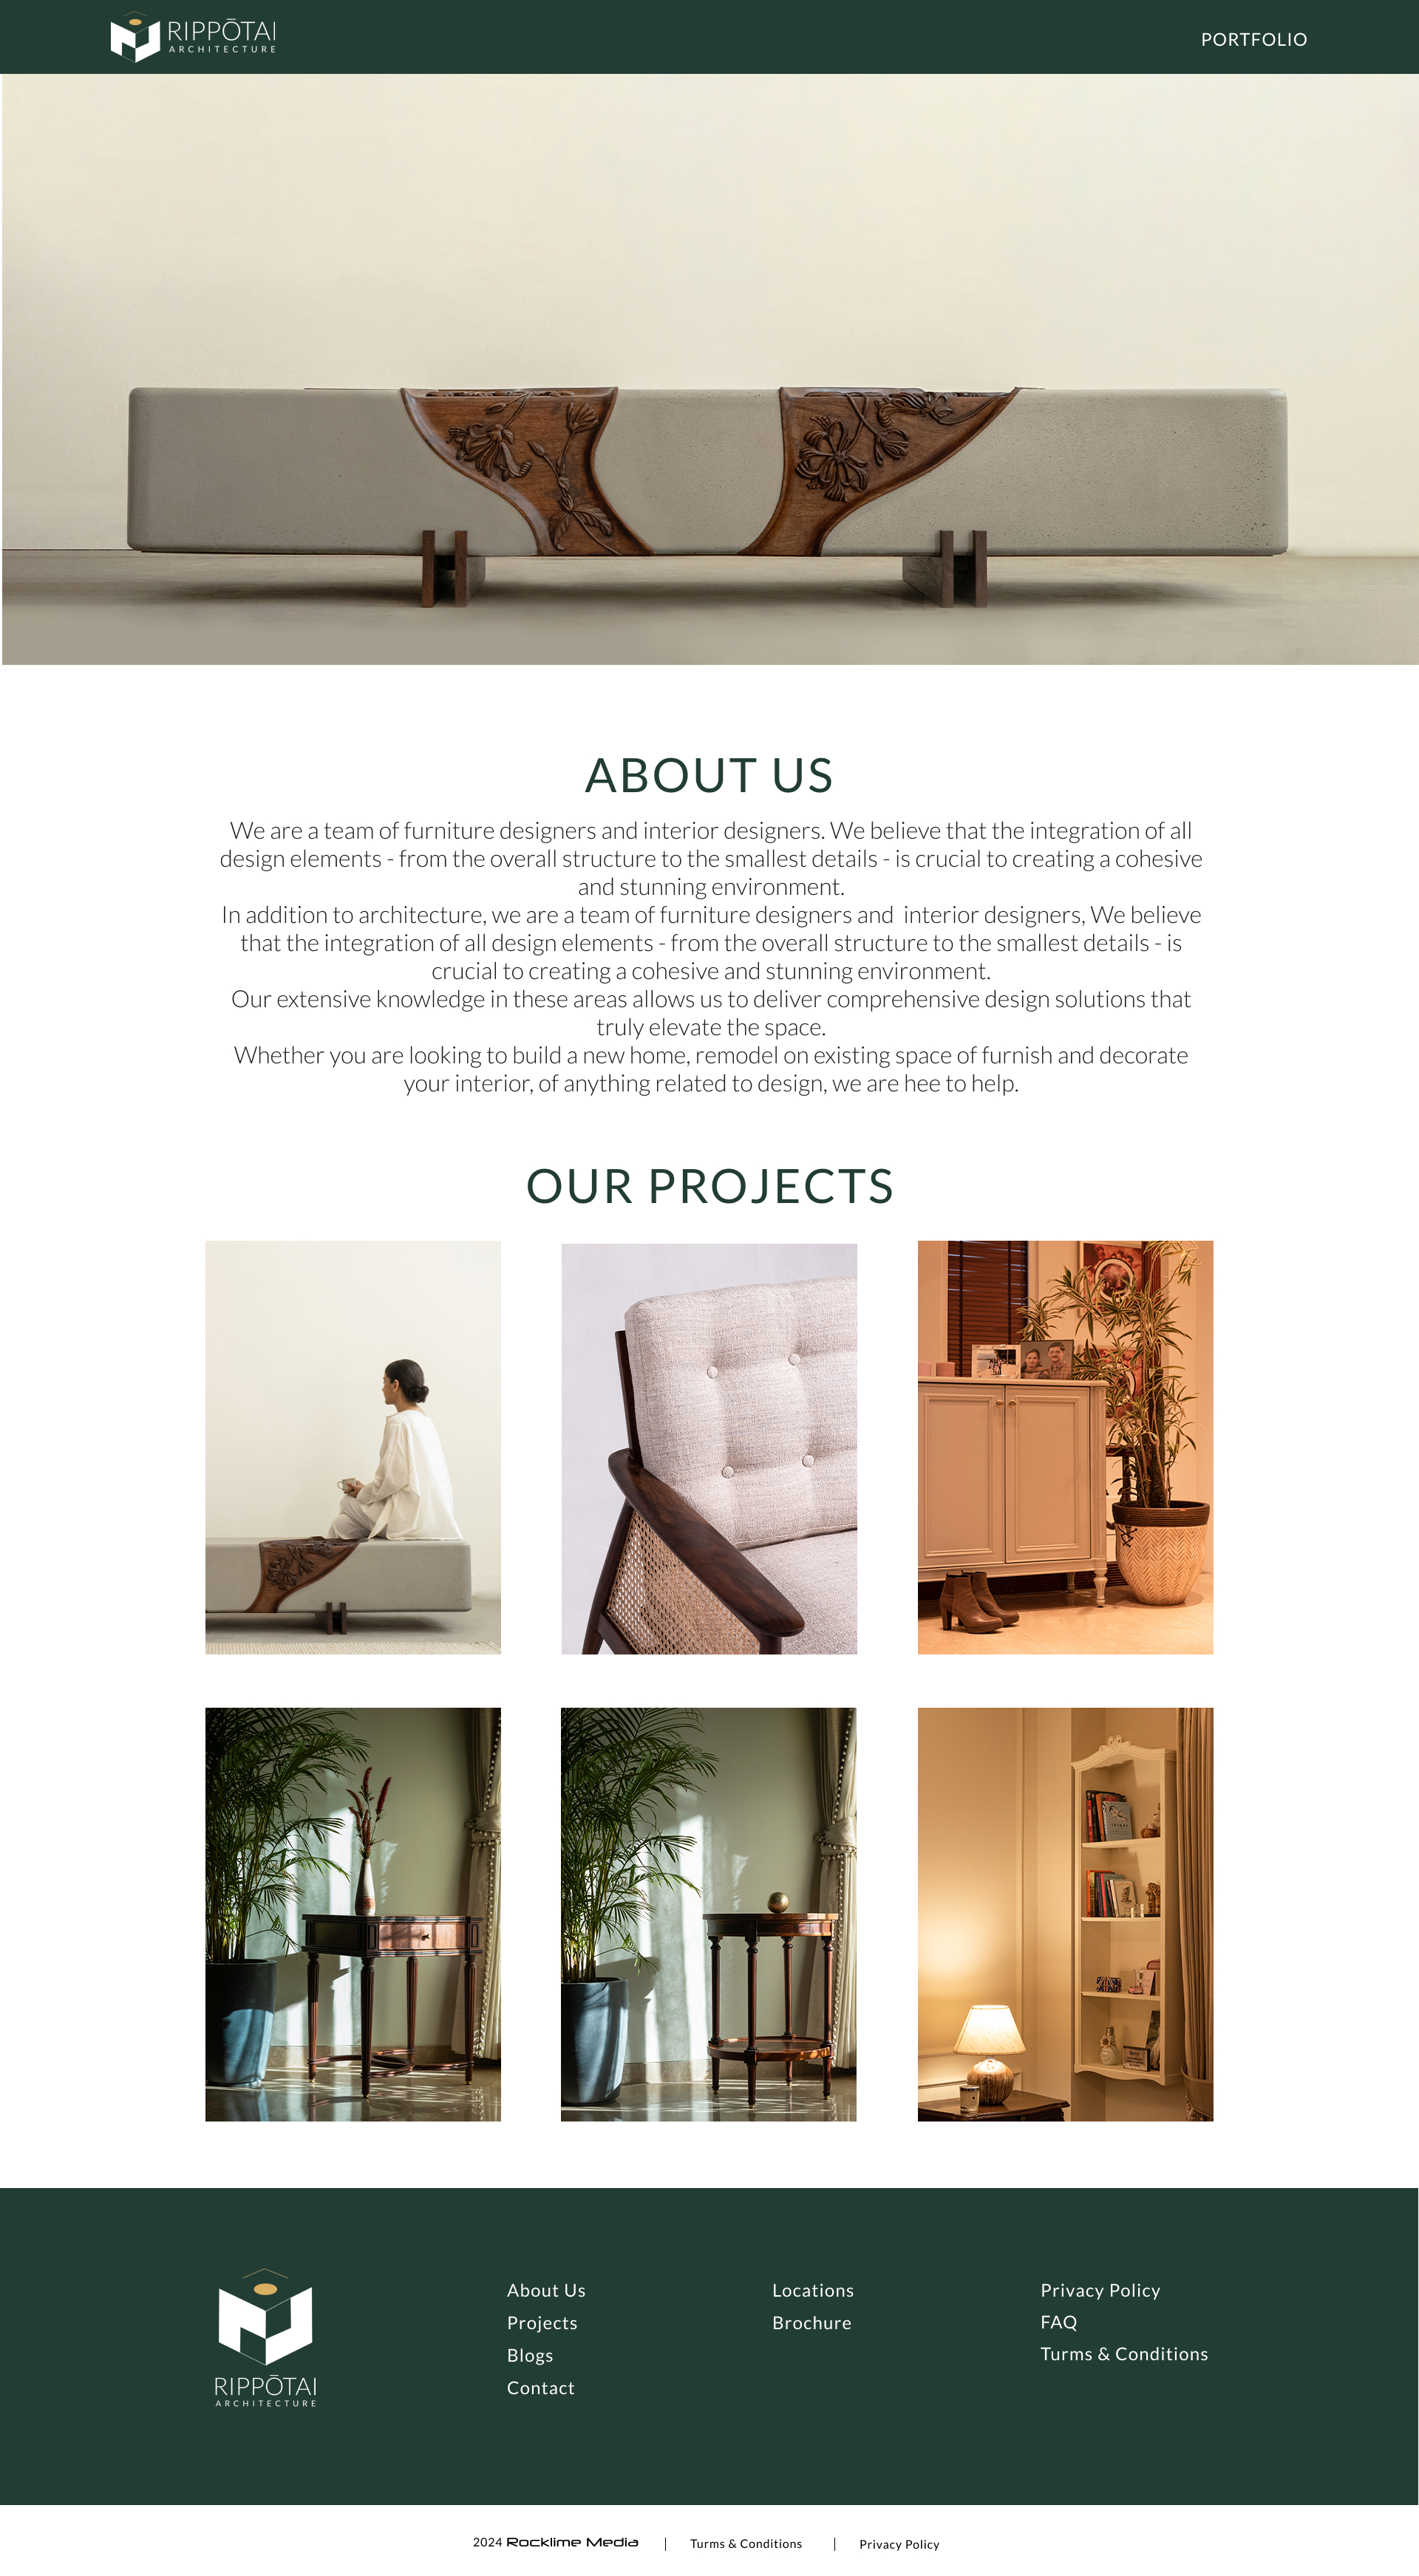 RIPPŌTAI
ARCHITECTURE
PORTFOLIO
ABOUT US
We are a team of furniture designers and interior designers. We believe that the integration of all
design elements - from the overall structure to the smallest details - is crucial to creating a cohesive
and stunning environment.
In addition to architecture, we are a team of furniture designers and  interior designers, We believe
that the integration of all design elements - from the overall structure to the smallest details - is
crucial to creating a cohesive and stunning environment.
Our extensive knowledge in these areas allows us to deliver comprehensive design solutions that
truly elevate the space.
Whether you are looking to build a new home, remodel on existing space of furnish and decorate
your interior, of anything related to design, we are hee to help.
OUR PROJECTS
RIPPŌTAI
ARCHITECTURE
About Us
Projects
Blogs
Contact
Locations
Brochure
Privacy Policy
FAQ
Turms & Conditions
2024 Rocklime Media | Turms & Conditions | Privacy Policy